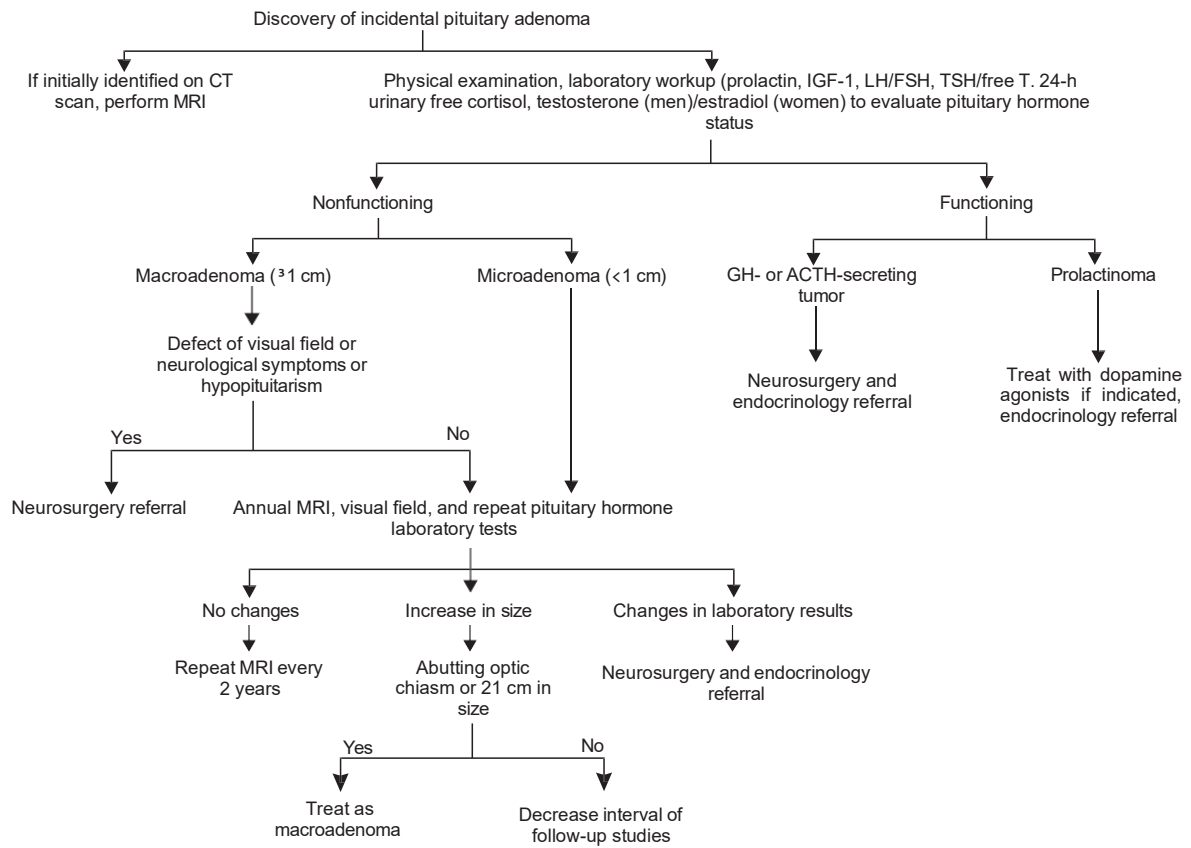 Discovery of incidental pituitary adenoma
If initially identified on CT
scan, perform MRI
Physical examination, laboratory workup (prolactin, IGF-1, LH/FSH, TSH/free T. 24-h
urinary free cortisol, testosterone (men)/estradiol (women) to evaluate pituitary hormone
status
Nonfunctioning
Functioning
Macroadenoma (³1 cm)
Microadenoma (<1 cm)
GH- or ACTH-secreting
tumor
Prolactinoma
Defect of visual field or
neurological symptoms or
hypopituitarism
Neurosurgery and
endocrinology referral
Treat with dopamine
agonists if indicated,
endocrinology referral
Yes
No
Neurosurgery referral
Annual MRI, visual field, and repeat pituitary hormone
laboratory tests
No changes
Increase in size
Changes in laboratory results
Repeat MRI every
2 years
Abutting optic
chiasm or 21 cm in
size
Neurosurgery and endocrinology
referral
Yes
No
Treat as
macroadenoma
Decrease interval of
follow-up studies